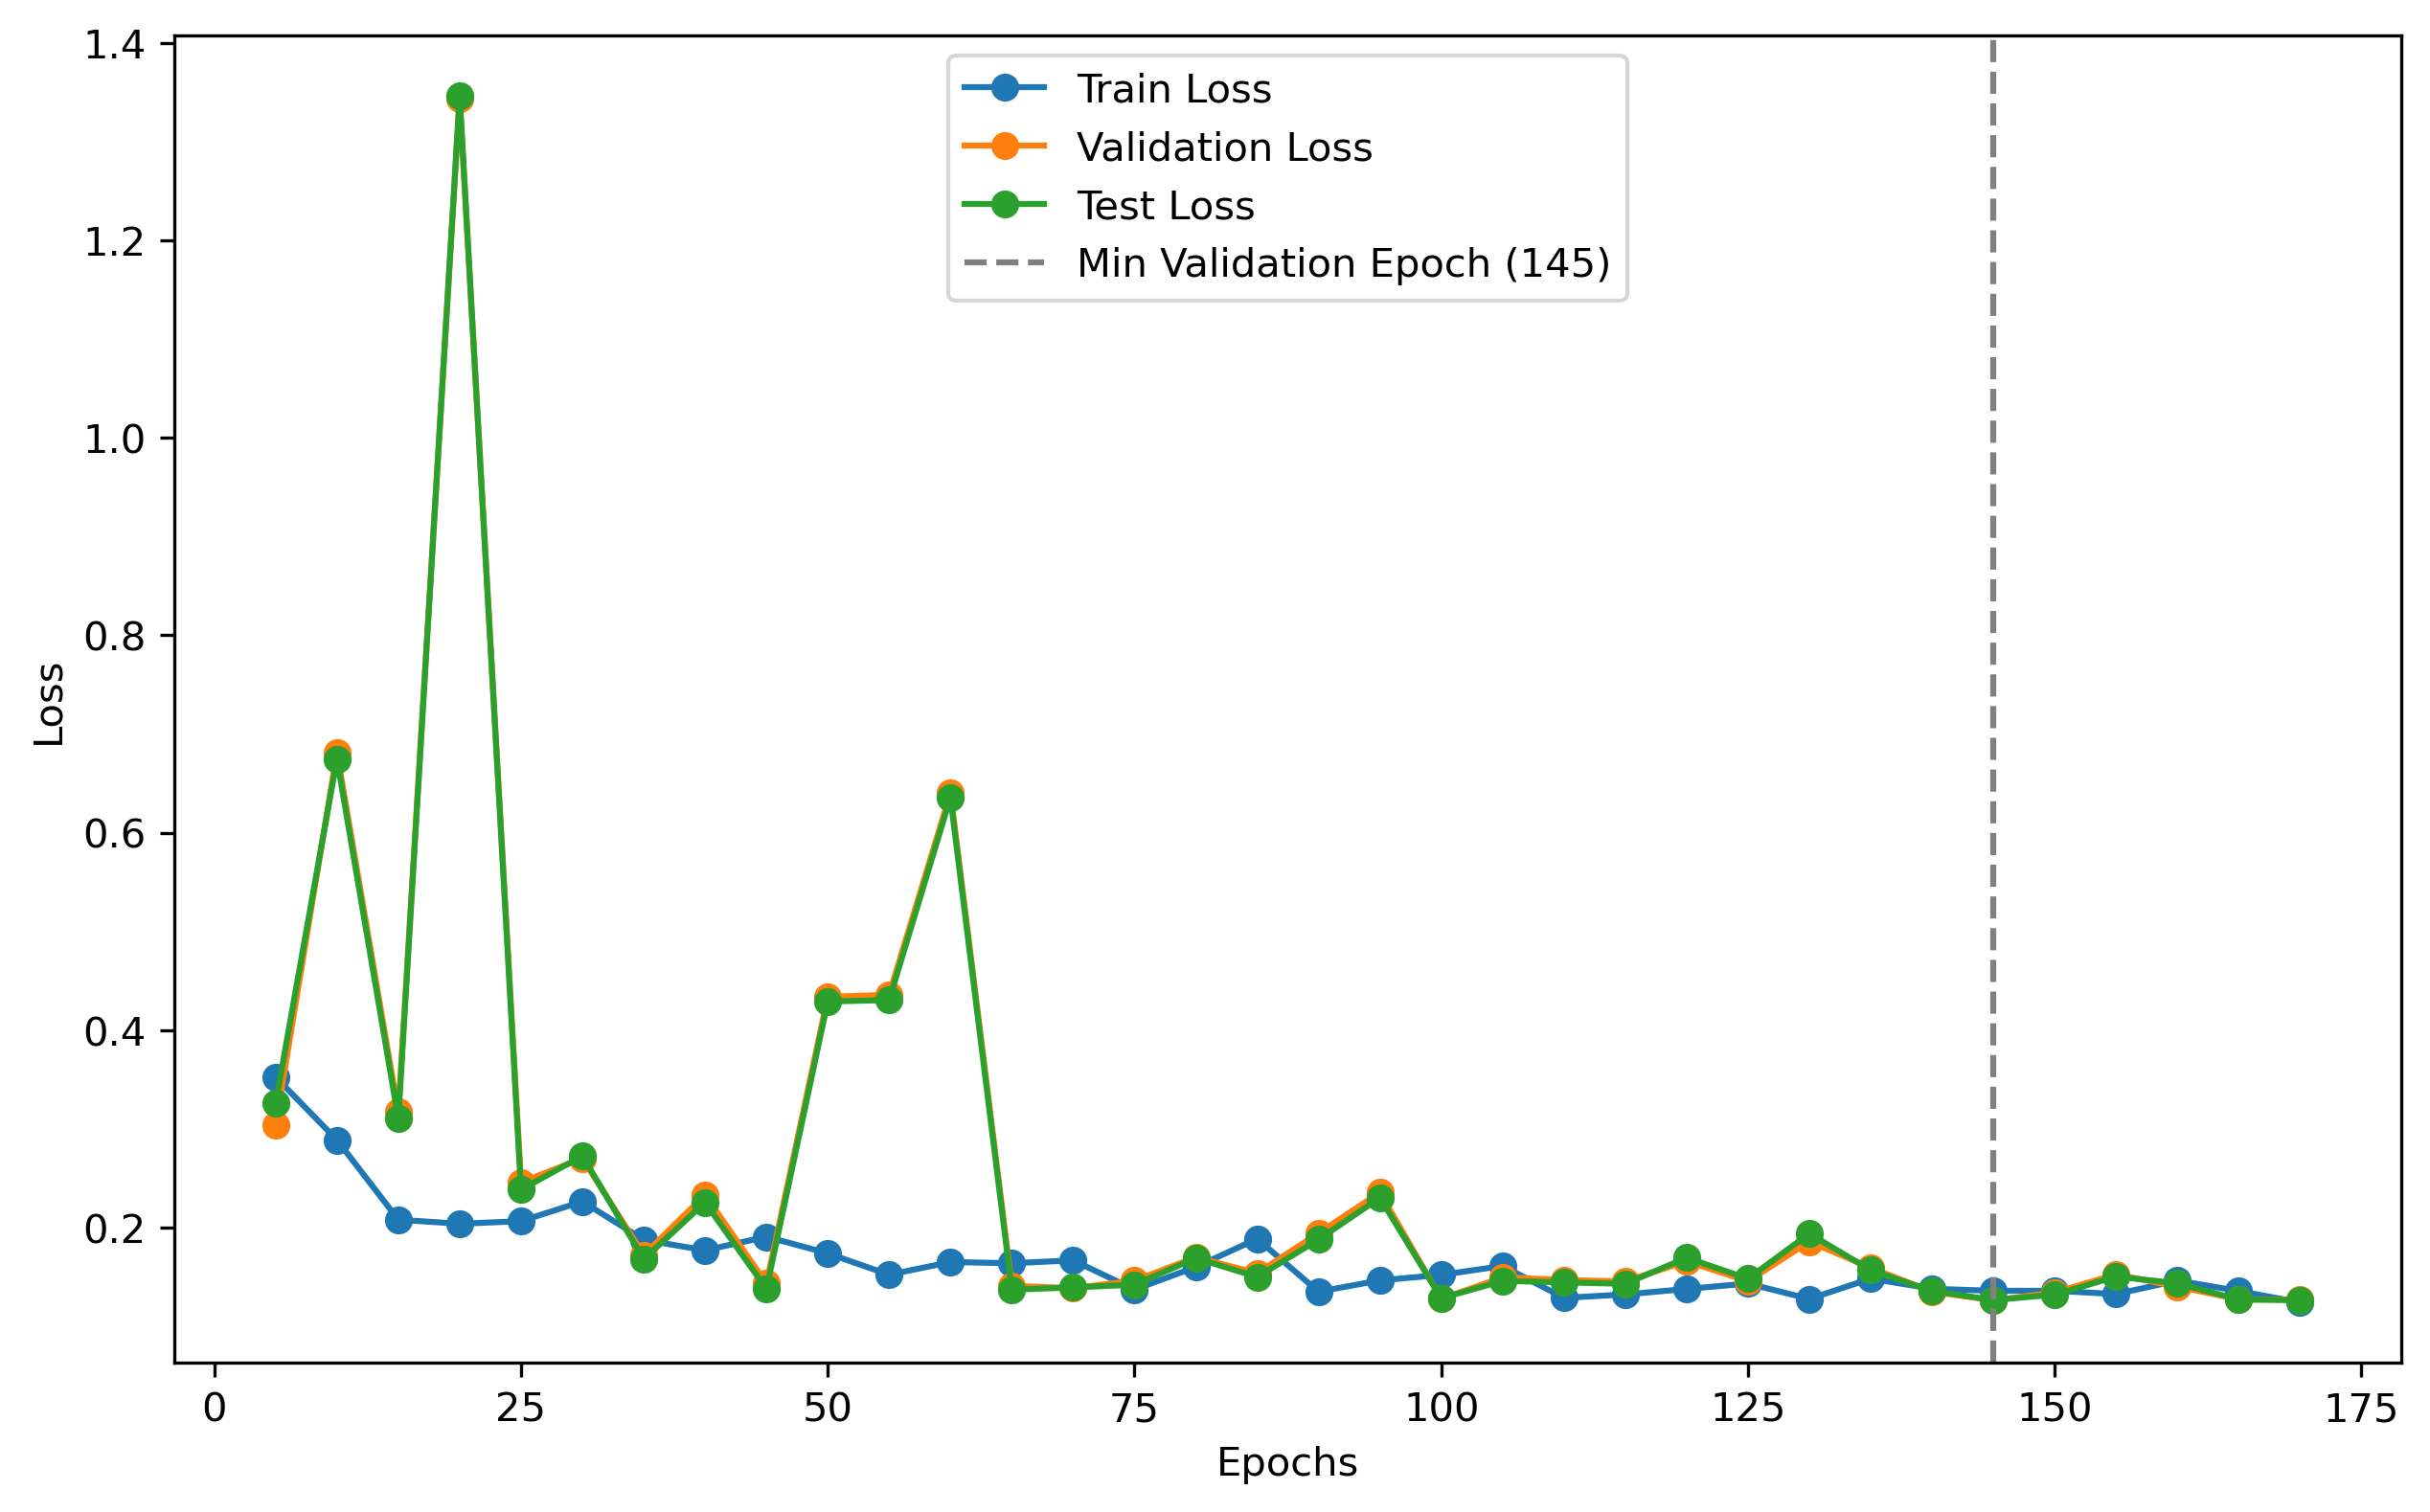 1.4
1.2
1.0
0.8
0.6
0.4
0.2
Loss
Train Loss
Validation Loss
Test Loss
Min Validation Epoch (145)
0 25 50 75 100 125 150 175
Epochs